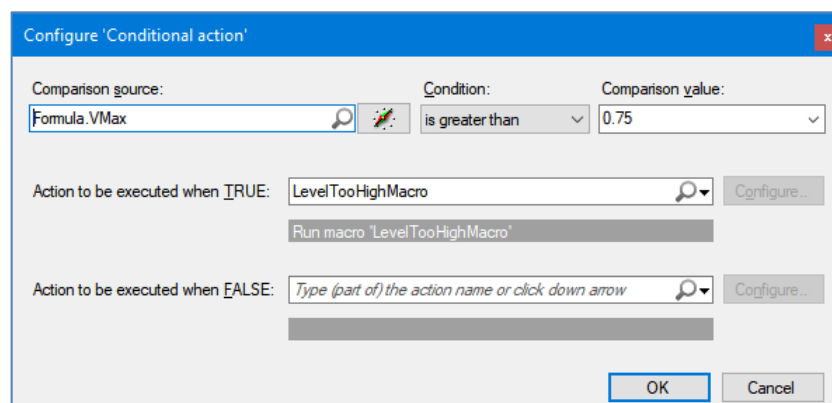 Configure 'Conditional action'
x
Comparison source: Condition: Comparison value:
Formula.VMax is greater than 0.75
Action to be executed when TRUE: LevelTooHighMacro Configure..
Run macro 'LevelTooHighMacro'
Action to be executed when FALSE: Type (part of) the action name or click down arrow Configure..
OK Cancel